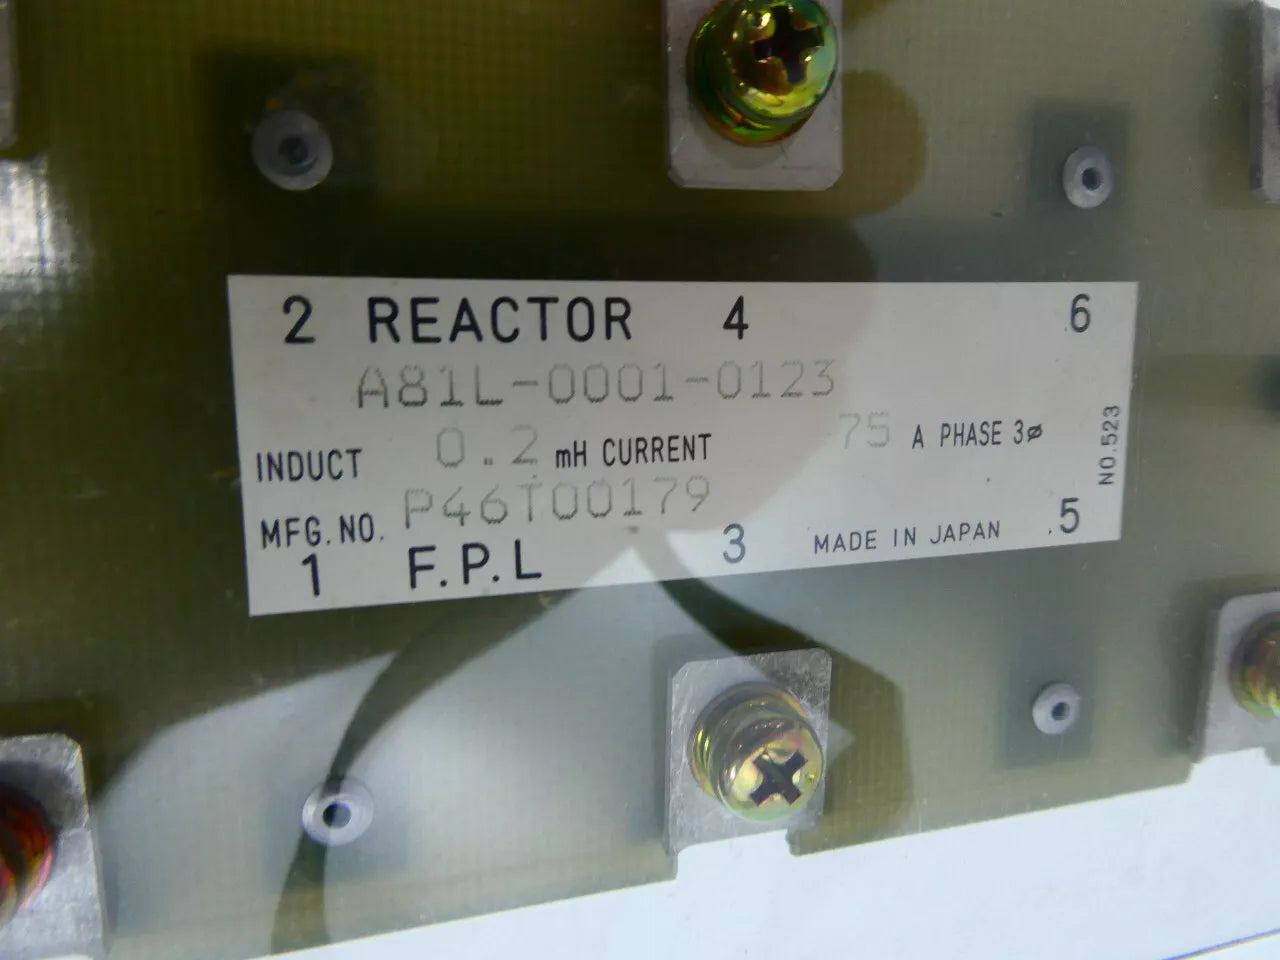 2 REACTOR 4 6
A81L-0001-0123
INDUCT 0.2 mH CURRENT 75 A PHASE 3ø
MFG.NO. P46T00179
1 F.P.L 3 MADE IN JAPAN 5
NO.523